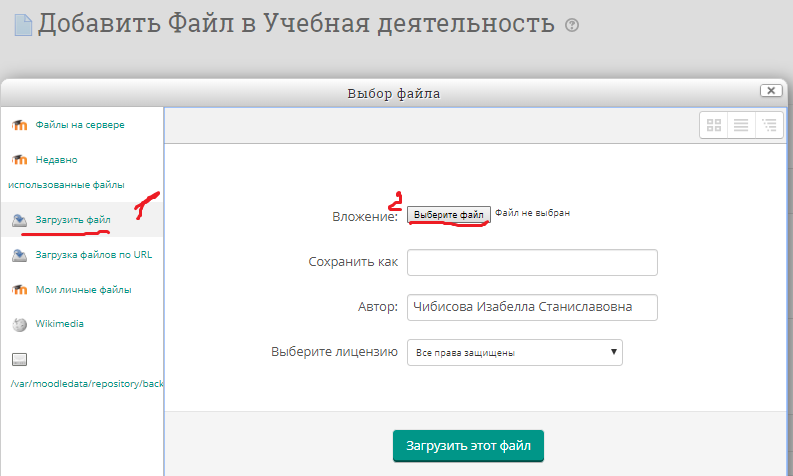 Добавить Файл в Учебная деятельность ?
Выбор файла
Файлы на сервере
Недавно
использованные файлы
Загрузить файл
1
Загрузка файлов по URL
Мои личные файлы
Wikimedia
/var/moodledata/repository/back
2
Вложение: Выберите файл Файл не выбран
Сохранить как
Автор: Чибисова Изабелла Станиславовна
Выберите лицензию Все права защищены
Загрузить этот файл